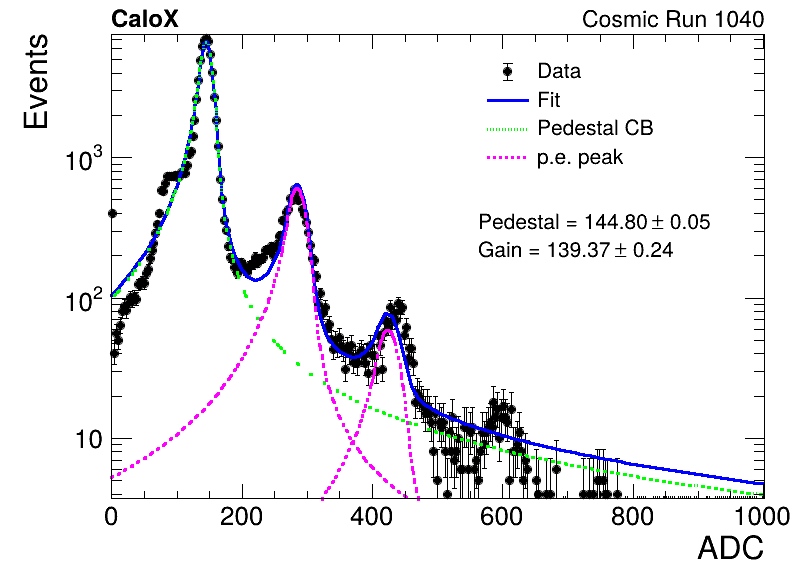 CaloX
Cosmic Run 1040
Events
Data
Fit
Pedestal CB
p.e. peak
Pedestal = 144.80 ± 0.05
Gain = 139.37 ± 0.24
10³
10²
10
0 200 400 600 800 1000
ADC